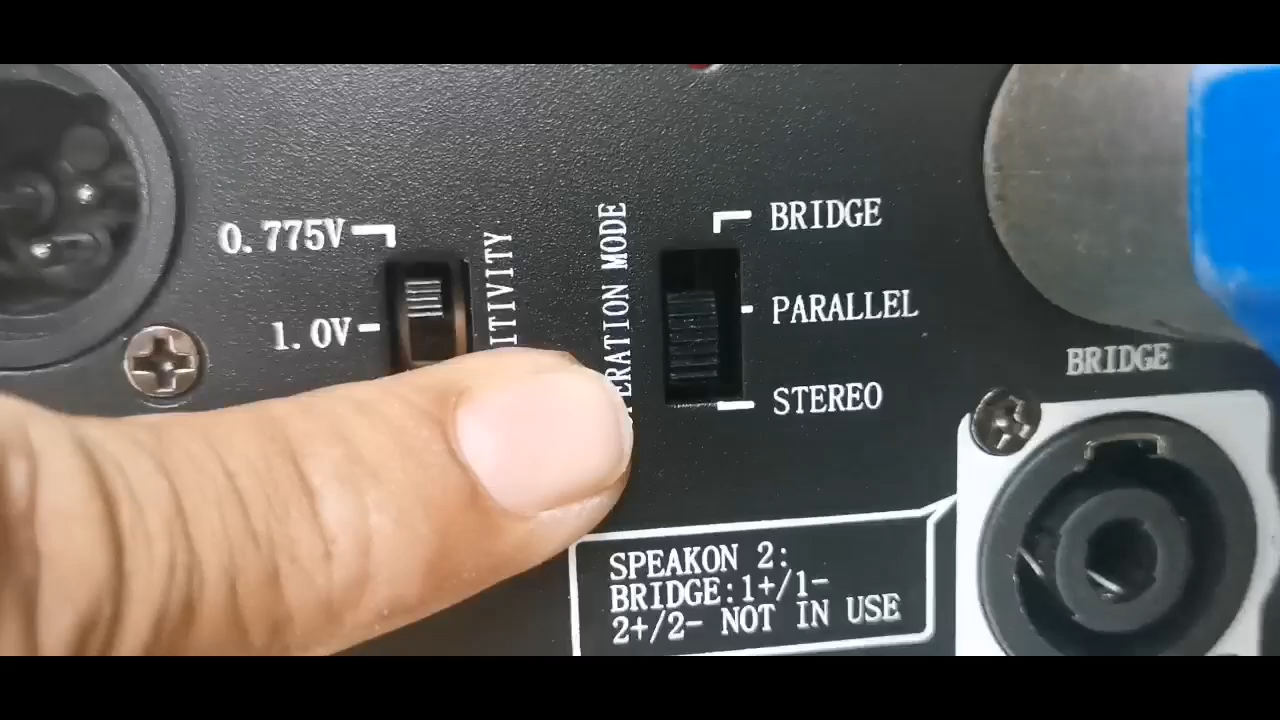 0.775V
1.0V
ITIVITY
ERATION MODE
BRIDGE
PARALLEL
STEREO
BRIDGE
SPEAKON 2:
BRIDGE:1+/1-
2+/2- NOT IN USE